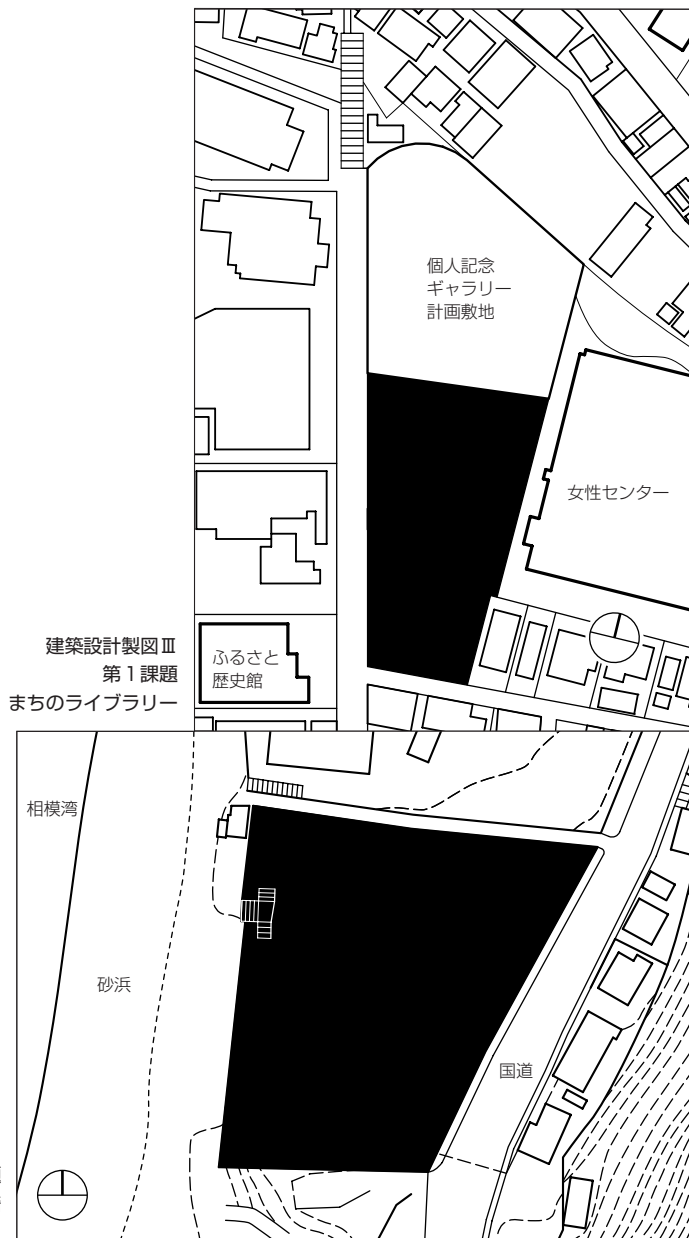 個人記念
ギャラリー
計画敷地
女性センター
建築設計製図Ⅲ
第1課題
まちのライブラリー
ふるさと
歴史館
相模湾
砂浜
国道